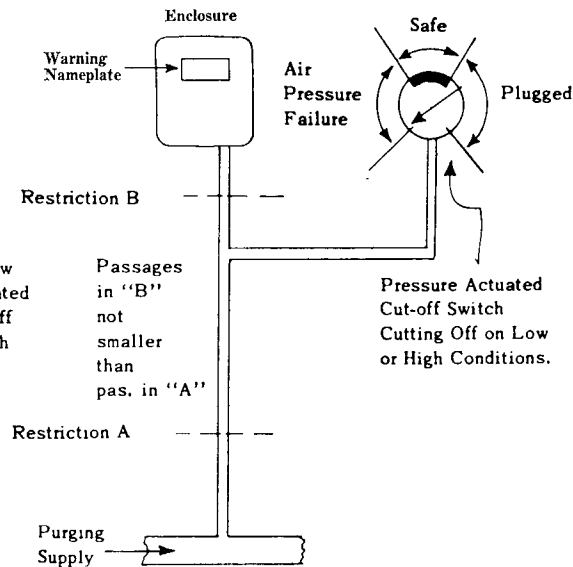 Enclosure
Warning
Nameplate
Safe
Air
Pressure
Failure
Plugged
Restriction B
Passages
in "B"
not
smaller
than
pas. in "A"
Pressure Actuated
Cut-off Switch
Cutting Off on Low
or High Conditions.
Restriction A
Purging
Supply